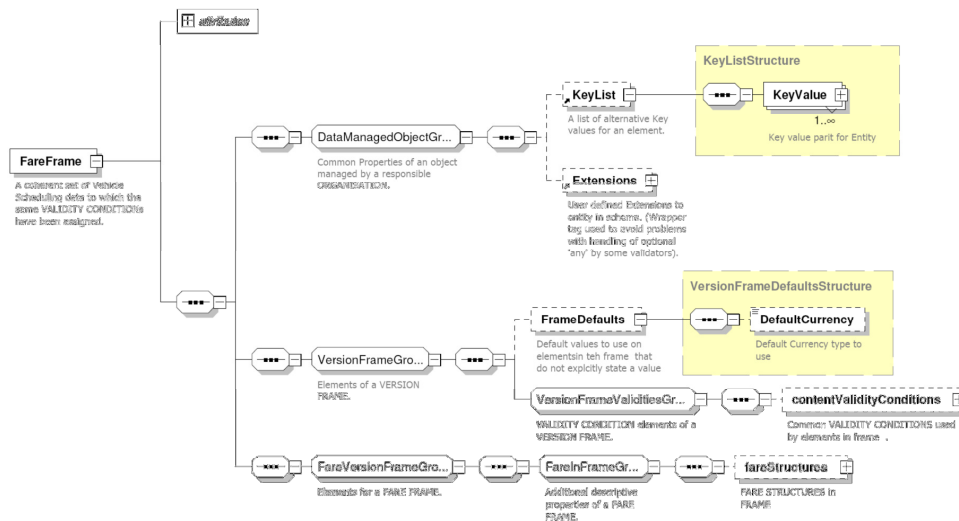 attributes
KeyListStructure
KeyList
KeyValue
A list of alternative Key
values for an element.
1..∞
Key value parit for Entity
DataManagedObjectGr...
Common Properties of an object
managed by a responsible
ORGANISATION.
FareFrame
A coherent set of Vehicle
Scheduling data to which the
same VALIDITY CONDITIONs
have been assigned.
Extensions
User defined Extensions to
entity in schema. (Wrapper
tag used to avoid problems
with handling of optional
'any' by some validators).
VersionFrameDefaultsStructure
FrameDefaults
DefaultCurrency
Default values to use on
elementsin teh frame that
do not explicitly state a value
Default Currency type to
use
VersionFrameGro...
Elements of a VERSION
FRAME.
VersionFrameValiditiesGr...
VALIDITY CONDITION elements of a
VERSION FRAME.
contentValidityConditions
Common VALIDITY CONDITIONS used
by elements in frame .
FareVersionFrameGro...
Elements for a FARE FRAME.
FareInFrameGr...
Additional descriptive
properties of a FARE
FRAME.
fareStructures
FARE STRUCTURES in
FRAME